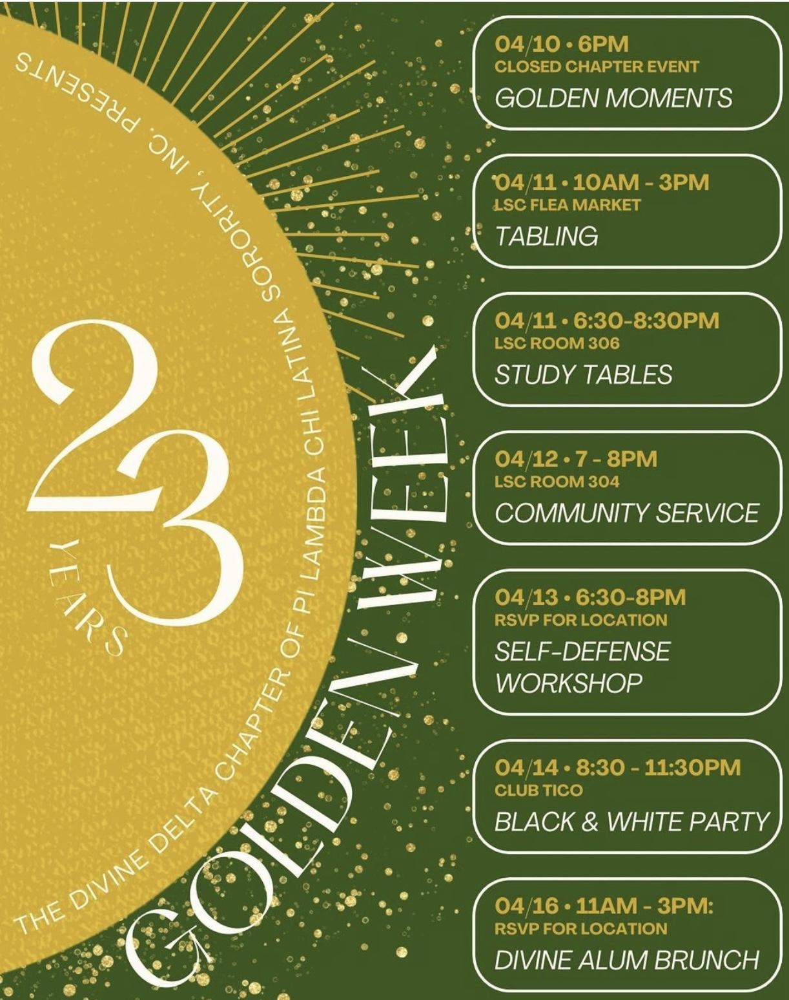 THE DIVINE DELTA CHAPTER OF PI LAMBDA CHI LATINA SORORITY, INC. PRESENTS
23
YEARS
GOLDEN WEEK
04/10 • 6PM
CLOSED CHAPTER EVENT
GOLDEN MOMENTS
04/11 • 10AM - 3PM
LSC FLEA MARKET
TABLING
04/11 • 6:30-8:30PM
LSC ROOM 306
STUDY TABLES
04/12 • 7 - 8PM
LSC ROOM 304
COMMUNITY SERVICE
04/13 • 6:30-8PM
RSVP FOR LOCATION
SELF-DEFENSE
WORKSHOP
04/14 • 8:30 - 11:30PM
CLUB TICO
BLACK & WHITE PARTY
04/16 • 11AM - 3PM:
RSVP FOR LOCATION
DIVINE ALUM BRUNCH